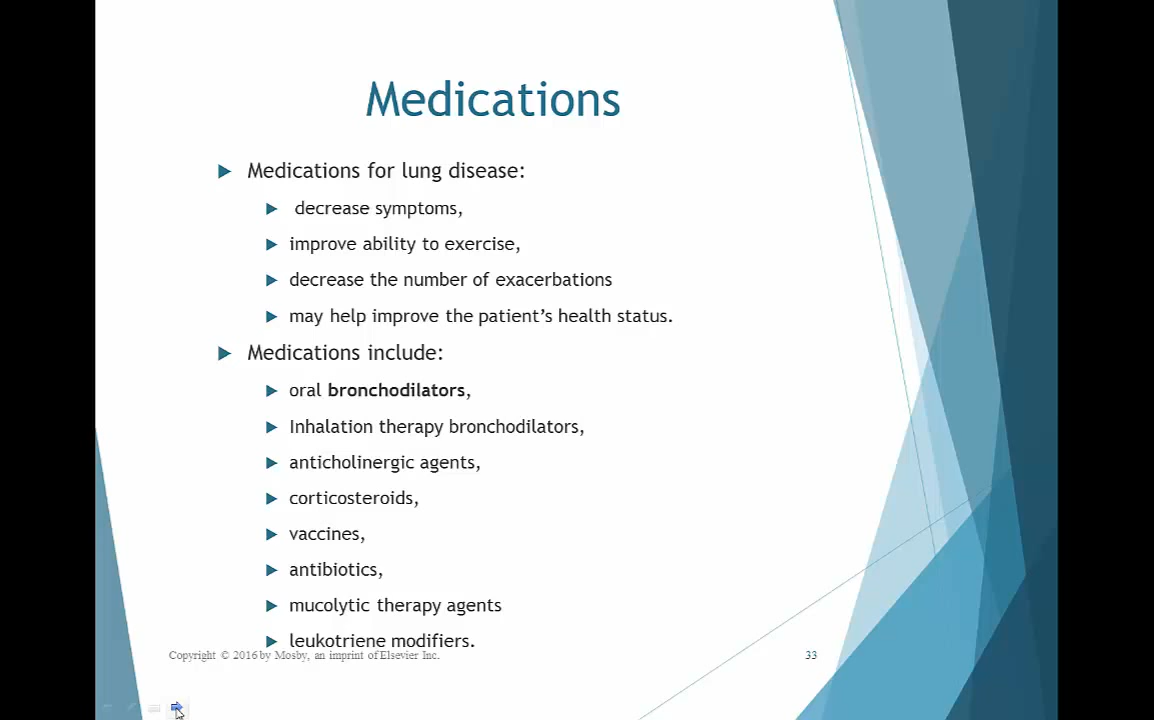 Medications
Medications for lung disease:
decrease symptoms,
improve ability to exercise,
decrease the number of exacerbations
may help improve the patient’s health status.
Medications include:
oral bronchodilators,
Inhalation therapy bronchodilators,
anticholinergic agents,
corticosteroids,
vaccines,
antibiotics,
mucolytic therapy agents
leukotriene modifiers.
Copyright © 2016 by Mosby, an imprint of Elsevier Inc.
33